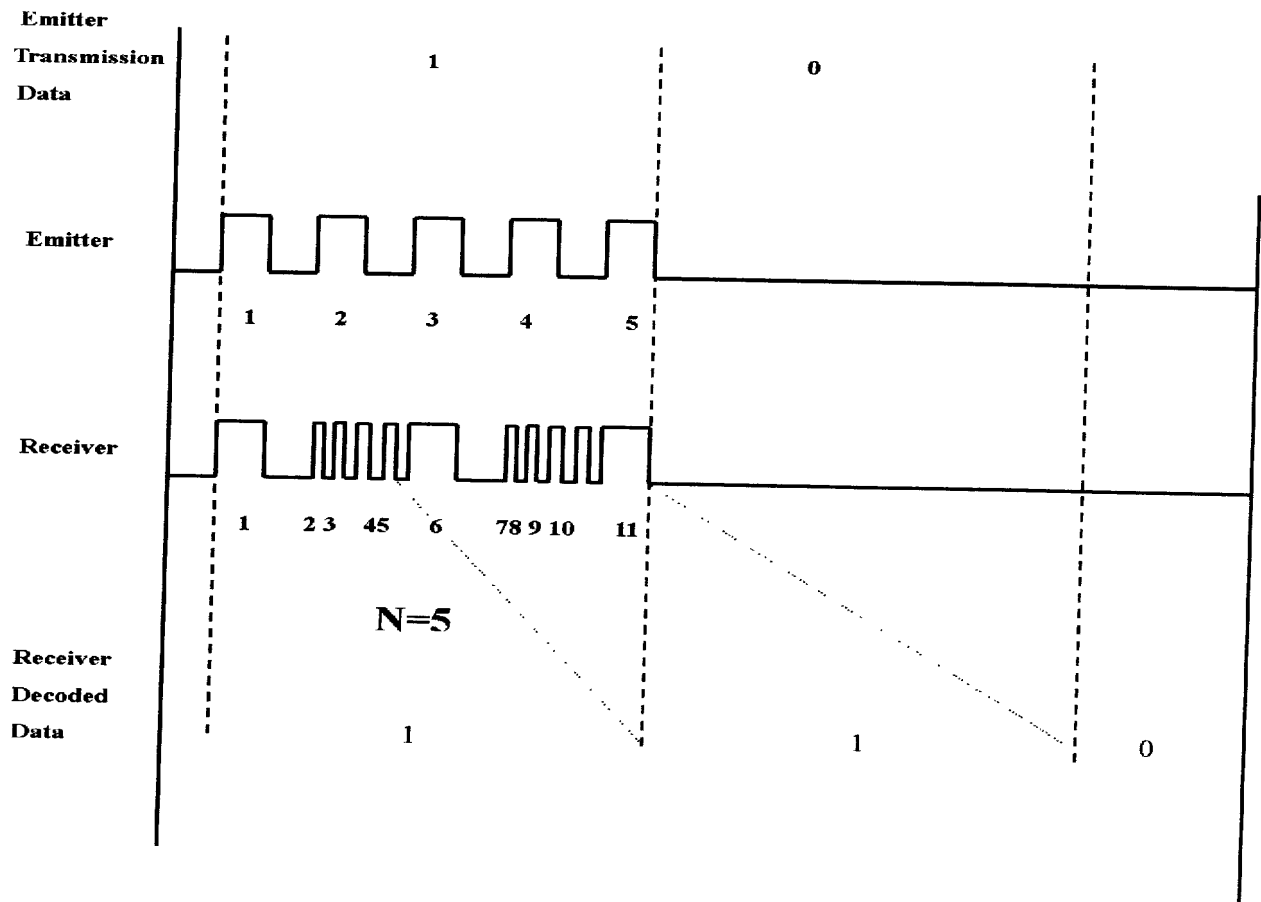 Emitter
Transmission
Data
1 0
Emitter
1 2 3 4 5
Receiver
1 2 3 45 6 78 9 10 11
N=5
Receiver
Decoded
Data
1 1 0